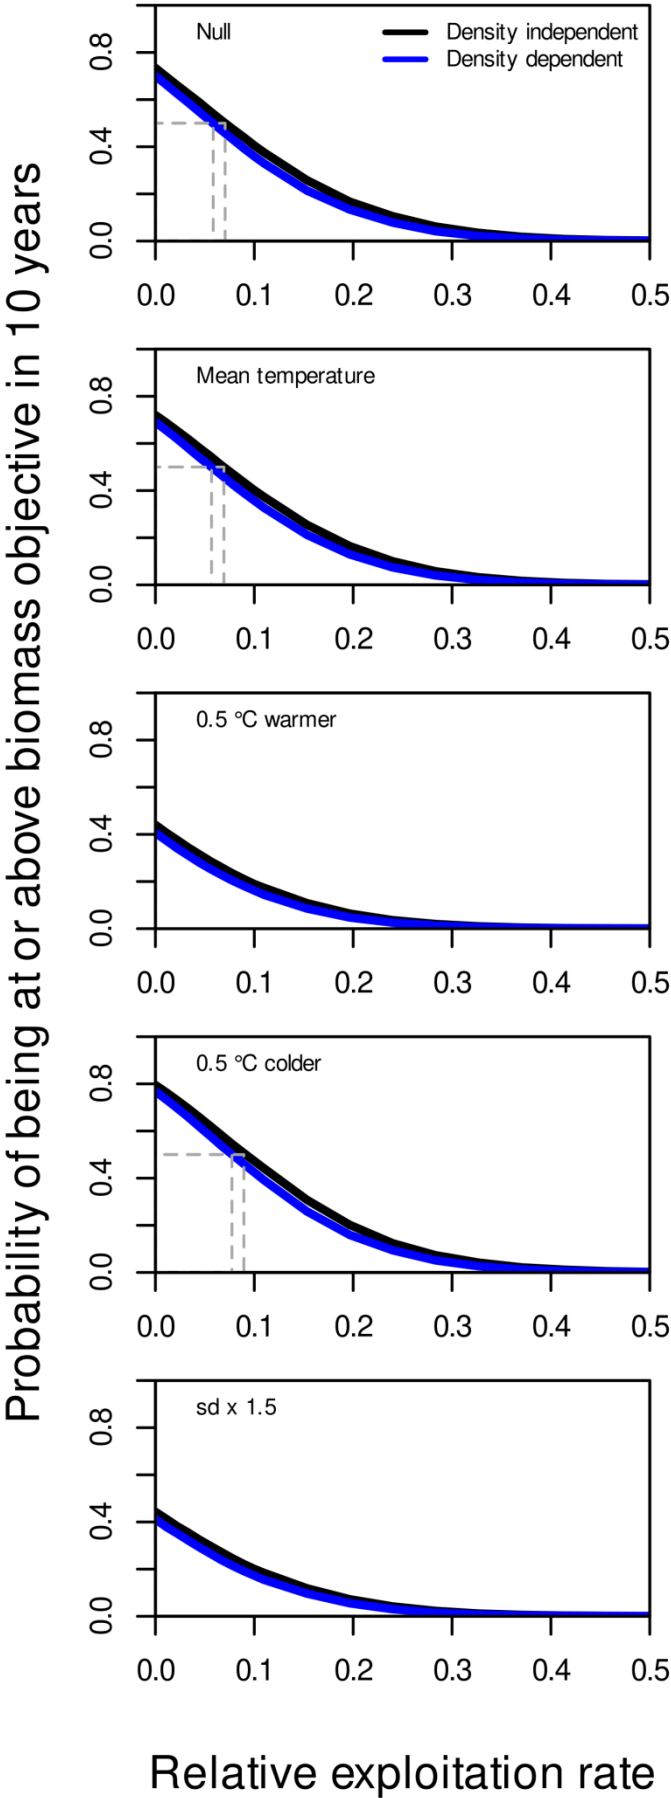 Probability of being at or above biomass objective in 10 years
Null
Density independent
Density dependent
0.8
0.4
0.0
0.0 0.1 0.2 0.3 0.4 0.5
Mean temperature
0.8
0.4
0.0
0.0 0.1 0.2 0.3 0.4 0.5
0.5 °C warmer
0.8
0.4
0.0
0.0 0.1 0.2 0.3 0.4 0.5
0.5 °C colder
0.8
0.4
0.0
0.0 0.1 0.2 0.3 0.4 0.5
sd x 1.5
0.8
0.4
0.0
0.0 0.1 0.2 0.3 0.4 0.5
Relative exploitation rate